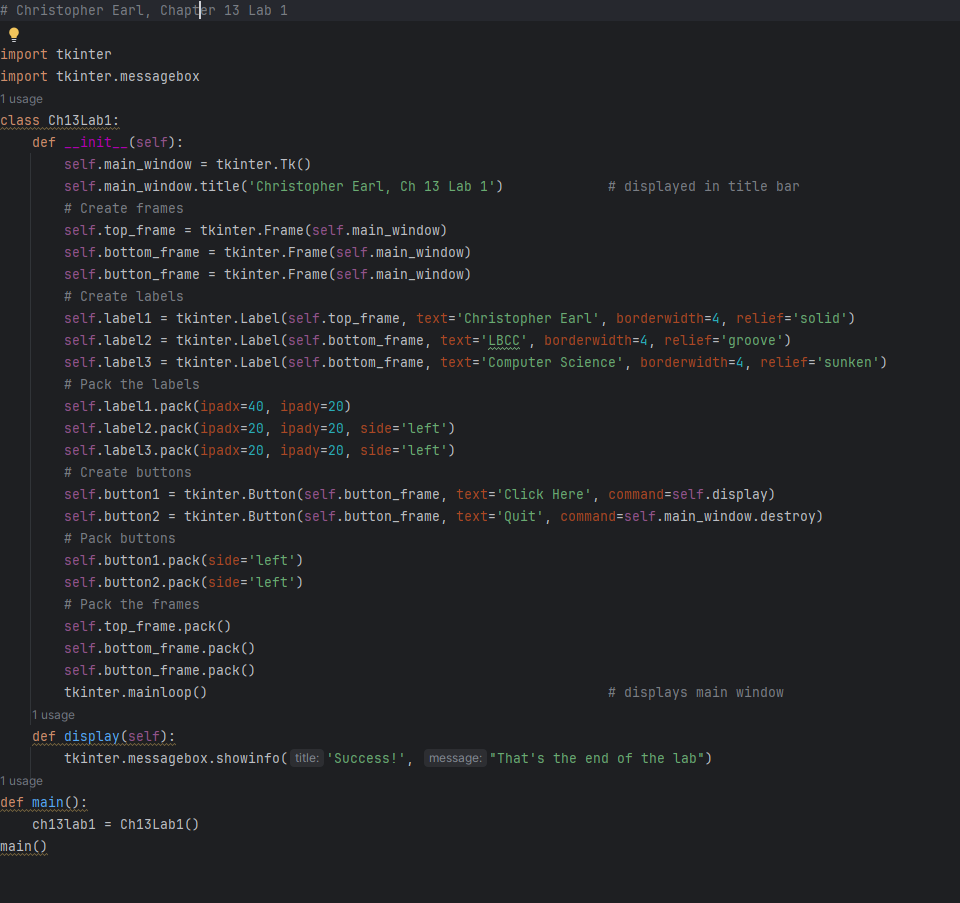 # Christopher Earl, Chapter 13 Lab 1
import tkinter
import tkinter.messagebox
1 usage
class Ch13Lab1:
    def __init__(self):
        self.main_window = tkinter.Tk()
        self.main_window.title('Christopher Earl, Ch 13 Lab 1')             # displayed in title bar
        # Create frames
        self.top_frame = tkinter.Frame(self.main_window)
        self.bottom_frame = tkinter.Frame(self.main_window)
        self.button_frame = tkinter.Frame(self.main_window)
        # Create labels
        self.label1 = tkinter.Label(self.top_frame, text='Christopher Earl', borderwidth=4, relief='solid')
        self.label2 = tkinter.Label(self.bottom_frame, text='LBCC', borderwidth=4, relief='groove')
        self.label3 = tkinter.Label(self.bottom_frame, text='Computer Science', borderwidth=4, relief='sunken')
        # Pack the labels
        self.label1.pack(ipadx=40, ipady=20)
        self.label2.pack(ipadx=20, ipady=20, side='left')
        self.label3.pack(ipadx=20, ipady=20, side='left')
        # Create buttons
        self.button1 = tkinter.Button(self.button_frame, text='Click Here', command=self.display)
        self.button2 = tkinter.Button(self.button_frame, text='Quit', command=self.main_window.destroy)
        # Pack buttons
        self.button1.pack(side='left')
        self.button2.pack(side='left')
        # Pack the frames
        self.top_frame.pack()
        self.bottom_frame.pack()
        self.button_frame.pack()
        tkinter.mainloop()                                                  # displays main window
    1 usage
    def display(self):
        tkinter.messagebox.showinfo( title: 'Success!',  message: "That's the end of the lab")
1 usage
def main():
    ch13lab1 = Ch13Lab1()
main()